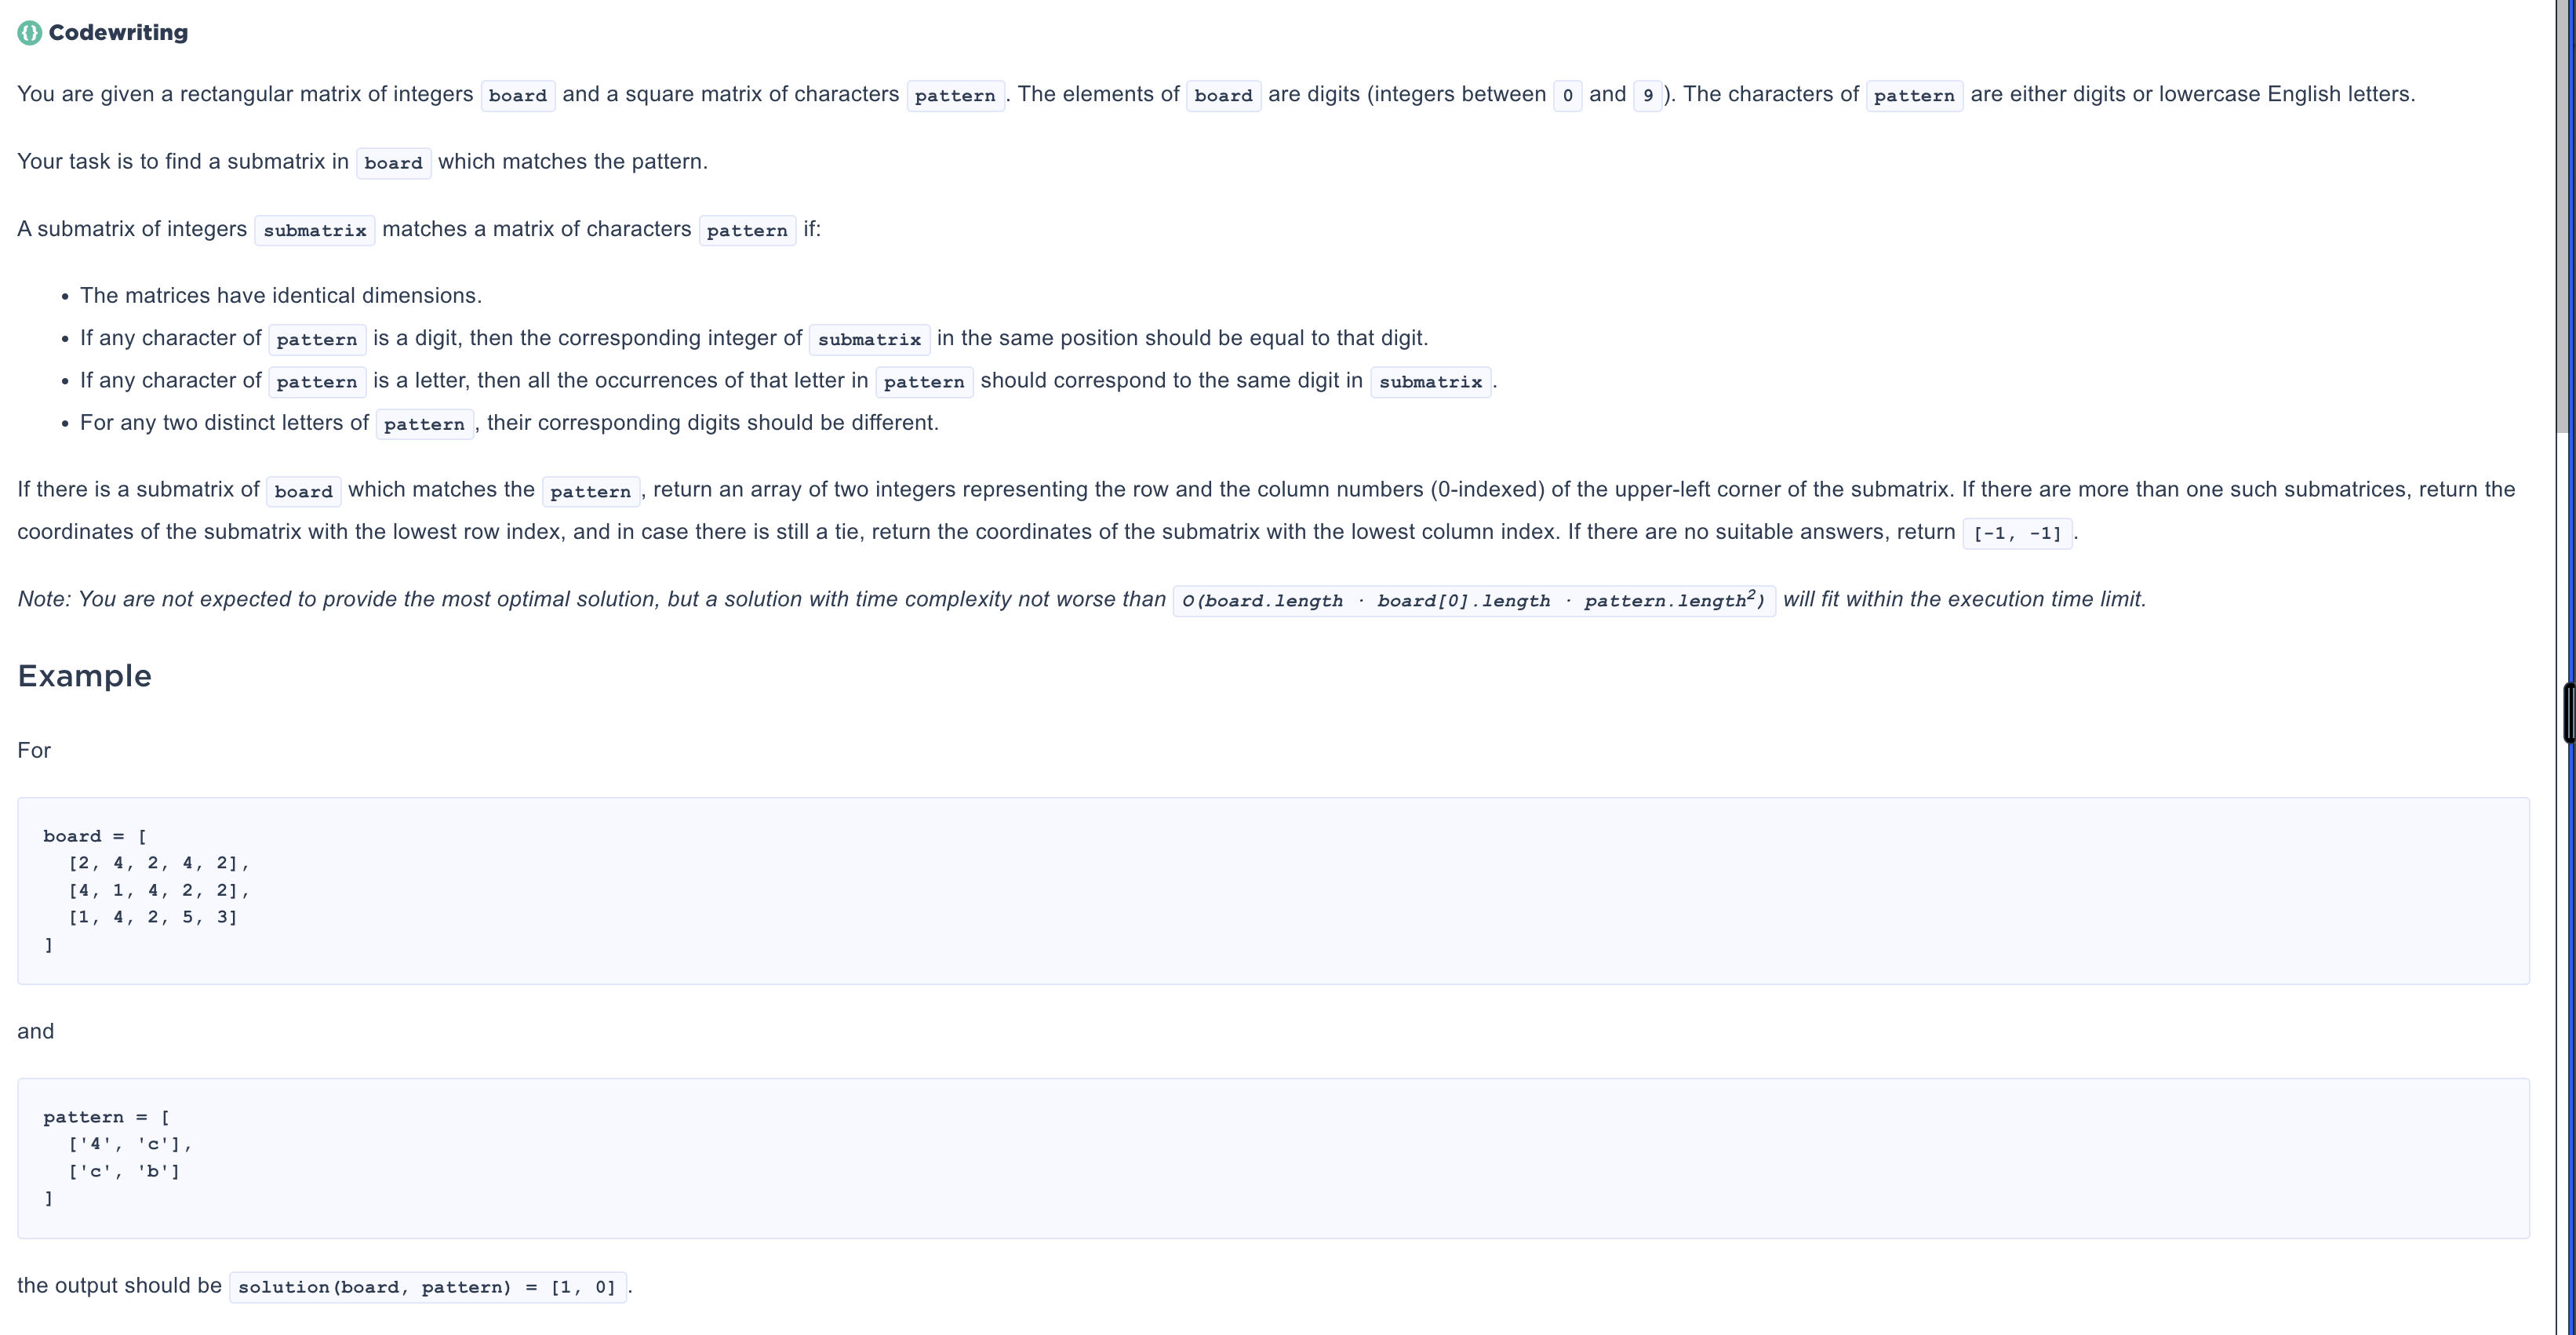 Codewriting
You are given a rectangular matrix of integers board and a square matrix of characters pattern. The elements of board are digits (integers between 0 and 9). The characters of pattern are either digits or lowercase English letters.
Your task is to find a submatrix in board which matches the pattern.
A submatrix of integers submatrix matches a matrix of characters pattern if:
• The matrices have identical dimensions.
• If any character of pattern is a digit, then the corresponding integer of submatrix in the same position should be equal to that digit.
• If any character of pattern is a letter, then all the occurrences of that letter in pattern should correspond to the same digit in submatrix.
• For any two distinct letters of pattern, their corresponding digits should be different.
If there is a submatrix of board which matches the pattern, return an array of two integers representing the row and the column numbers (0-indexed) of the upper-left corner of the submatrix. If there are more than one such submatrices, return the
coordinates of the submatrix with the lowest row index, and in case there is still a tie, return the coordinates of the submatrix with the lowest column index. If there are no suitable answers, return [-1, -1].
Note: You are not expected to provide the most optimal solution, but a solution with time complexity not worse than O(board.length · board[0].length · pattern.length²) will fit within the execution time limit.
Example
For
board = [
  [2, 4, 2, 4, 2],
  [4, 1, 4, 2, 2],
  [1, 4, 2, 5, 3]
]
and
pattern = [
  ['4', 'c'],
  ['c', 'b']
]
the output should be solution(board, pattern) = [1, 0].